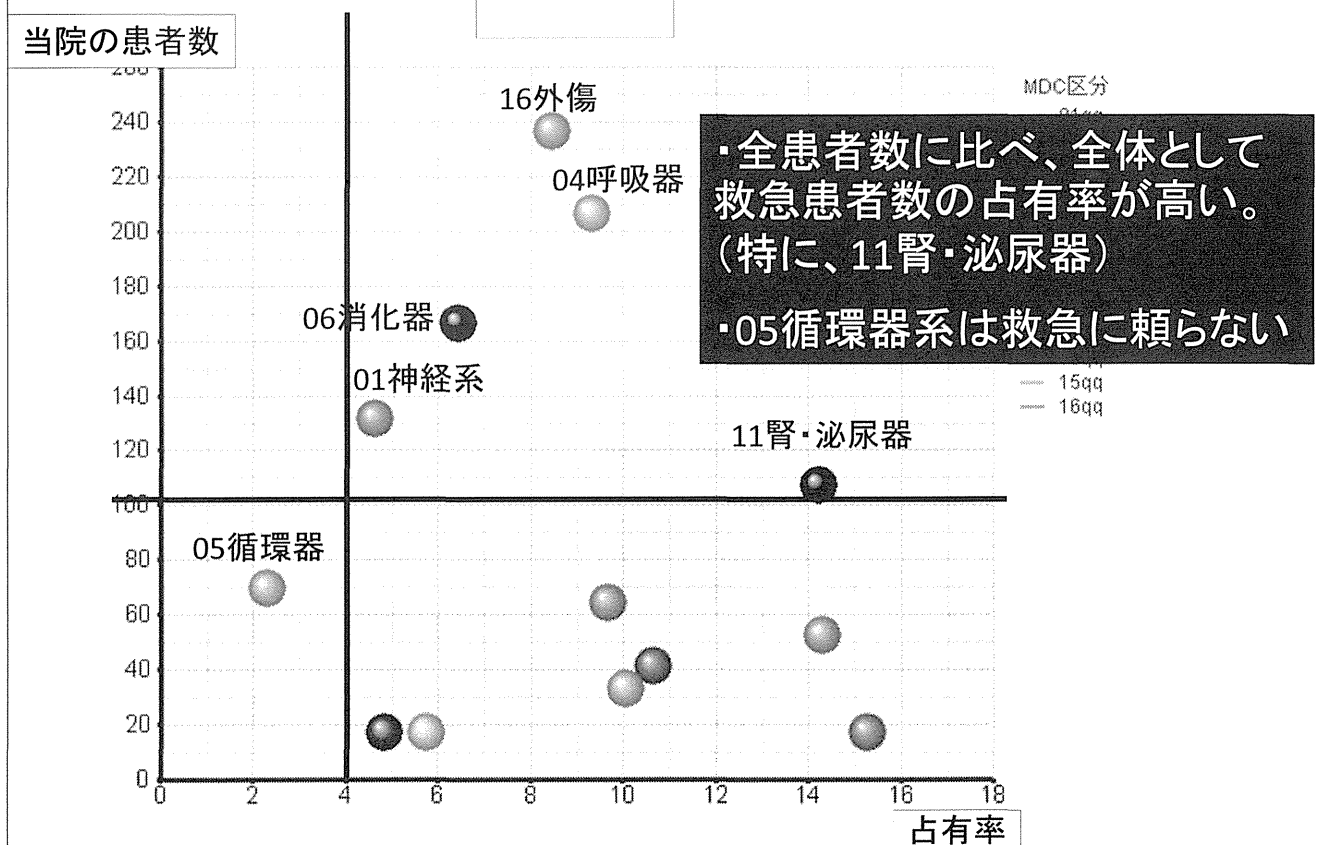 当院の患者数
240
220
200
180
160
140
120
100
80
60
40
20
0
0 2 4 6 8 10 12 14 16 18
占有率
16外傷
04呼吸器
06消化器
01神経系
11腎・泌尿器
05循環器
MDC区分
・全患者数に比べ、全体として
救急患者数の占有率が高い。
（特に、11腎・泌尿器）
・05循環器系は救急に頼らない
15qq
16qq